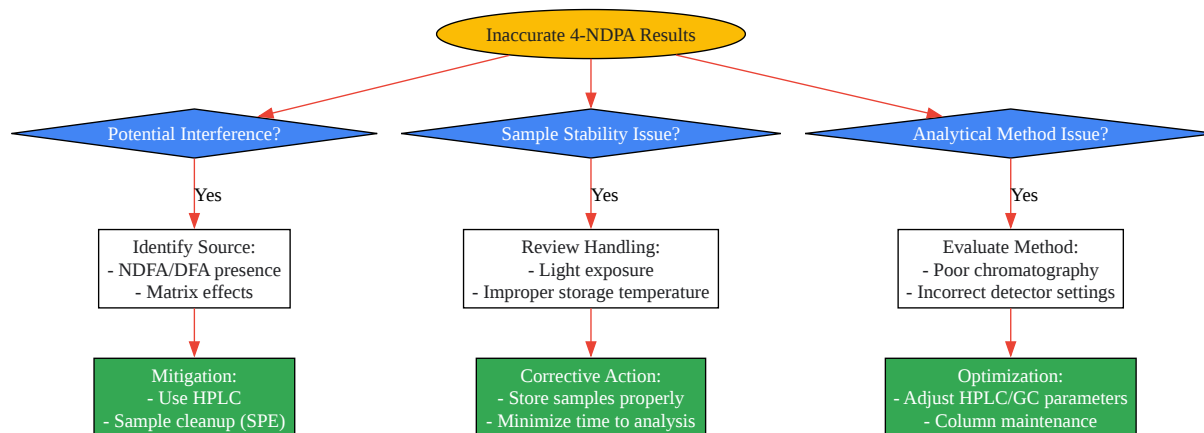 Inaccurate 4-NDPA Results
Potential Interference?
Sample Stability Issue?
Analytical Method Issue?
Yes
Yes
Yes
Identify Source:
- NDFA/DFA presence
- Matrix effects
Review Handling:
- Light exposure
- Improper storage temperature
Evaluate Method:
- Poor chromatography
- Incorrect detector settings
Mitigation:
- Use HPLC
- Sample cleanup (SPE)
Corrective Action:
- Store samples properly
- Minimize time to analysis
Optimization:
- Adjust HPLC/GC parameters
- Column maintenance